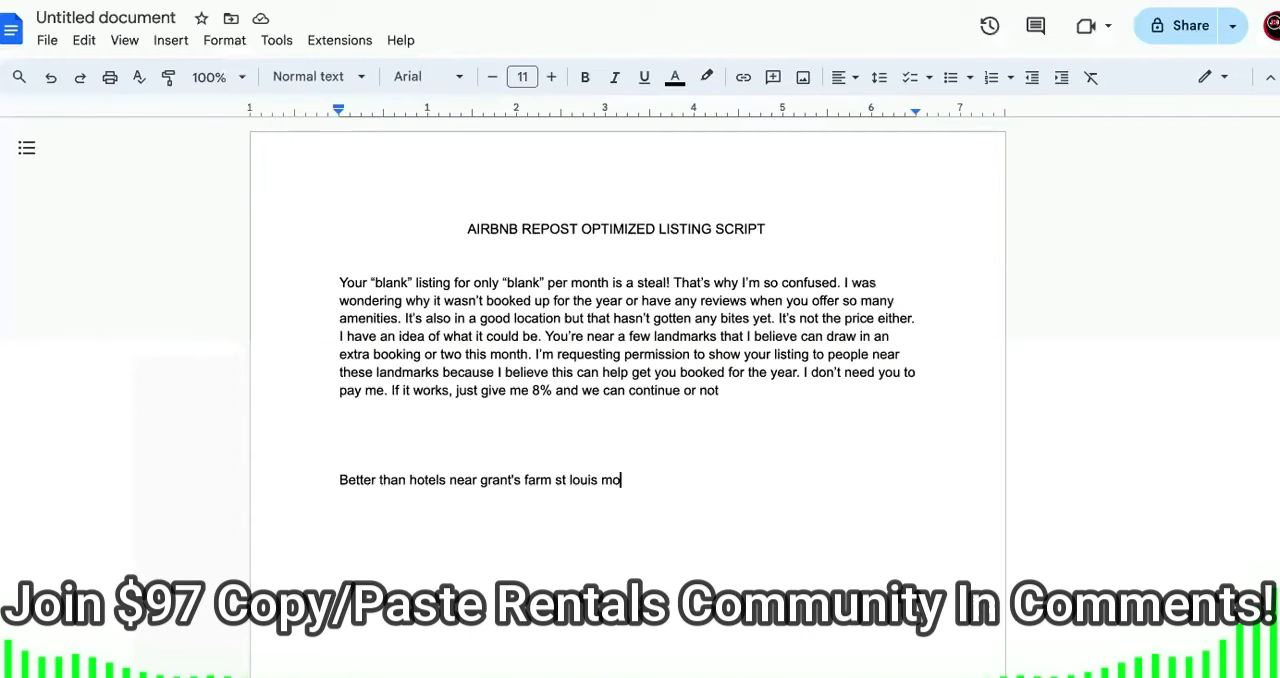 Untitled document
File Edit View Insert Format Tools Extensions Help
Share
100% Normal text Arial 11 B I U A
1 1 2 3 4 5 6 7
AIRBNB REPOST OPTIMIZED LISTING SCRIPT
Your “blank” listing for only “blank” per month is a steal! That’s why I’m so confused. I was
wondering why it wasn’t booked up for the year or have any reviews when you offer so many
amenities. It’s also in a good location but that hasn’t gotten any bites yet. It’s not the price either.
I have an idea of what it could be. You’re near a few landmarks that I believe can draw in an
extra booking or two this month. I’m requesting permission to show your listing to people near
these landmarks because I believe this can help get you booked for the year. I don’t need you to
pay me. If it works, just give me 8% and we can continue or not
Better than hotels near grant's farm st louis mo
Join $97 Copy/Paste Rentals Community In Comments!